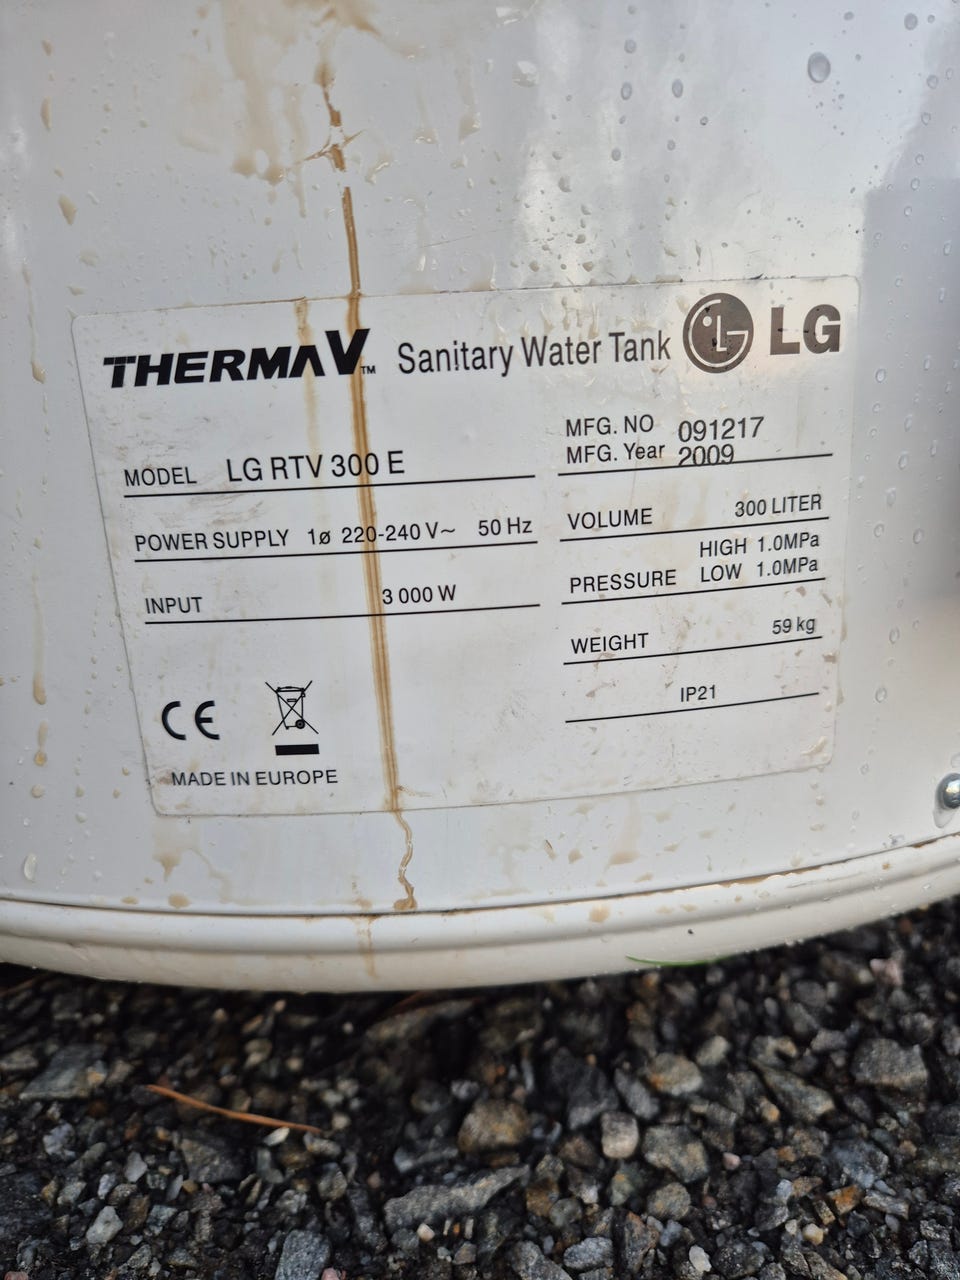 THERMA V™ Sanitary Water Tank LG LG
MODEL LG RTV 300 E
POWER SUPPLY 1ø 220-240 V~ 50 Hz
INPUT 3 000 W
MFG. NO 091217
MFG. Year 2009
VOLUME 300 LITER
PRESSURE HIGH 1.0MPa
LOW 1.0MPa
WEIGHT 59 kg
IP21
CE
MADE IN EUROPE